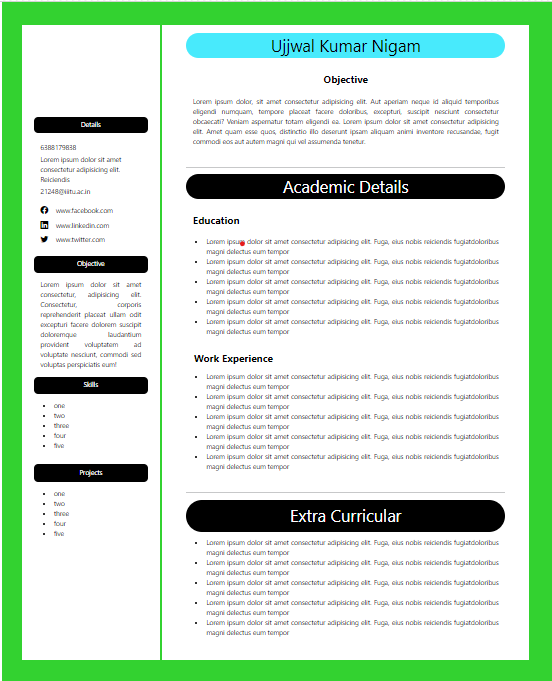 Details
6388179838
Lorem ipsum dolor sit amet
consectetur adipisicing elit.
Reiciendis
21248@iiitu.ac.in
www.facebook.com
www.linkedin.com
www.twitter.com
Objective
Lorem ipsum dolor sit amet
consectetur, adipisicing elit.
Consectetur, corporis
reprehenderit placeat ullam odit
excepturi facere dolorem suscipit
doloremque laudantium
provident voluptatem ad
voluptate nesciunt, commodi sed
voluptas perspiciatis eum!
Skills
one
two
three
four
five
Projects
one
two
three
four
five
Ujjwal Kumar Nigam
Objective
Lorem ipsum dolor, sit amet consectetur adipisicing elit. Aut aperiam neque id aliquid temporibus
eligendi numquam, tempore placeat facere doloribus, excepturi, suscipit nesciunt consectetur
obcaecati? Veniam aspernatur totam eligendi ea. Lorem ipsum dolor sit amet consectetur adipisicing
elit. Amet quam esse quos, distinctio illo deserunt ipsam aliquam animi inventore recusandae, fugit
commodi eos aut autem magni qui vel assumenda tenetur.
Academic Details
Education
Lorem ipsum dolor sit amet consectetur adipisicing elit. Fuga, eius nobis reiciendis fugiatdoloribus
magni delectus eum tempor
Lorem ipsum dolor sit amet consectetur adipisicing elit. Fuga, eius nobis reiciendis fugiatdoloribus
magni delectus eum tempor
Lorem ipsum dolor sit amet consectetur adipisicing elit. Fuga, eius nobis reiciendis fugiatdoloribus
magni delectus eum tempor
Lorem ipsum dolor sit amet consectetur adipisicing elit. Fuga, eius nobis reiciendis fugiatdoloribus
magni delectus eum tempor
Lorem ipsum dolor sit amet consectetur adipisicing elit. Fuga, eius nobis reiciendis fugiatdoloribus
magni delectus eum tempor
Work Experience
Lorem ipsum dolor sit amet consectetur adipisicing elit. Fuga, eius nobis reiciendis fugiatdoloribus
magni delectus eum tempor
Lorem ipsum dolor sit amet consectetur adipisicing elit. Fuga, eius nobis reiciendis fugiatdoloribus
magni delectus eum tempor
Lorem ipsum dolor sit amet consectetur adipisicing elit. Fuga, eius nobis reiciendis fugiatdoloribus
magni delectus eum tempor
Lorem ipsum dolor sit amet consectetur adipisicing elit. Fuga, eius nobis reiciendis fugiatdoloribus
magni delectus eum tempor
Lorem ipsum dolor sit amet consectetur adipisicing elit. Fuga, eius nobis reiciendis fugiatdoloribus
magni delectus eum tempor
Extra Curricular
Lorem ipsum dolor sit amet consectetur adipisicing elit. Fuga, eius nobis reiciendis fugiatdoloribus
magni delectus eum tempor
Lorem ipsum dolor sit amet consectetur adipisicing elit. Fuga, eius nobis reiciendis fugiatdoloribus
magni delectus eum tempor
Lorem ipsum dolor sit amet consectetur adipisicing elit. Fuga, eius nobis reiciendis fugiatdoloribus
magni delectus eum tempor
Lorem ipsum dolor sit amet consectetur adipisicing elit. Fuga, eius nobis reiciendis fugiatdoloribus
magni delectus eum tempor
Lorem ipsum dolor sit amet consectetur adipisicing elit. Fuga, eius nobis reiciendis fugiatdoloribus
magni delectus eum tempor